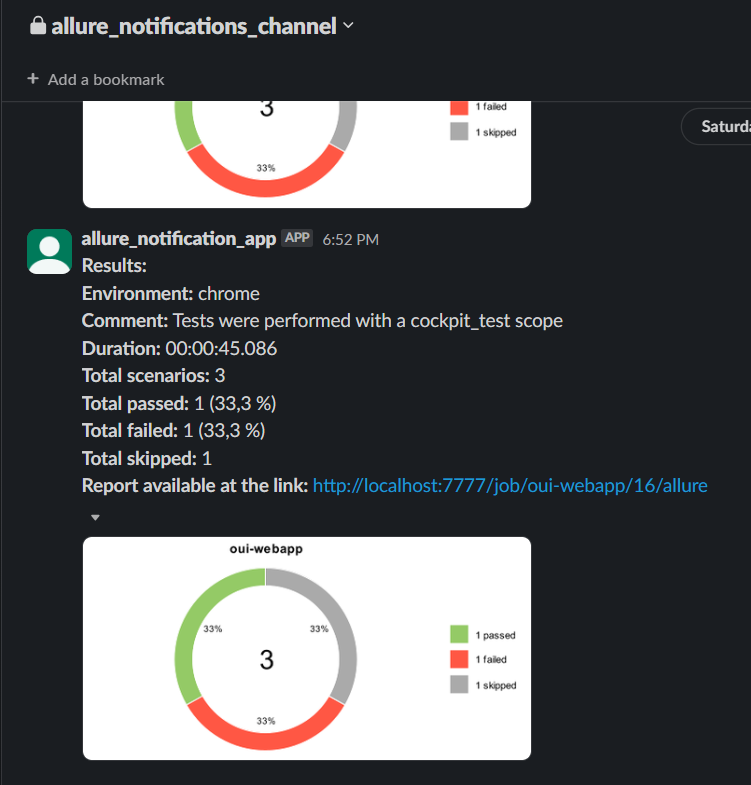 allure_notifications_channel
+ Add a bookmark
3
33%
1 failed
1 skipped
allure_notification_app APP 6:52 PM
Results:
Environment: chrome
Comment: Tests were performed with a cockpit_test scope
Duration: 00:00:45.086
Total scenarios: 3
Total passed: 1 (33,3 %)
Total failed: 1 (33,3 %)
Total skipped: 1
Report available at the link: http://localhost:7777/job/oui-webapp/16/allure
oui-webapp
33% 33%
3
33%
1 passed
1 failed
1 skipped